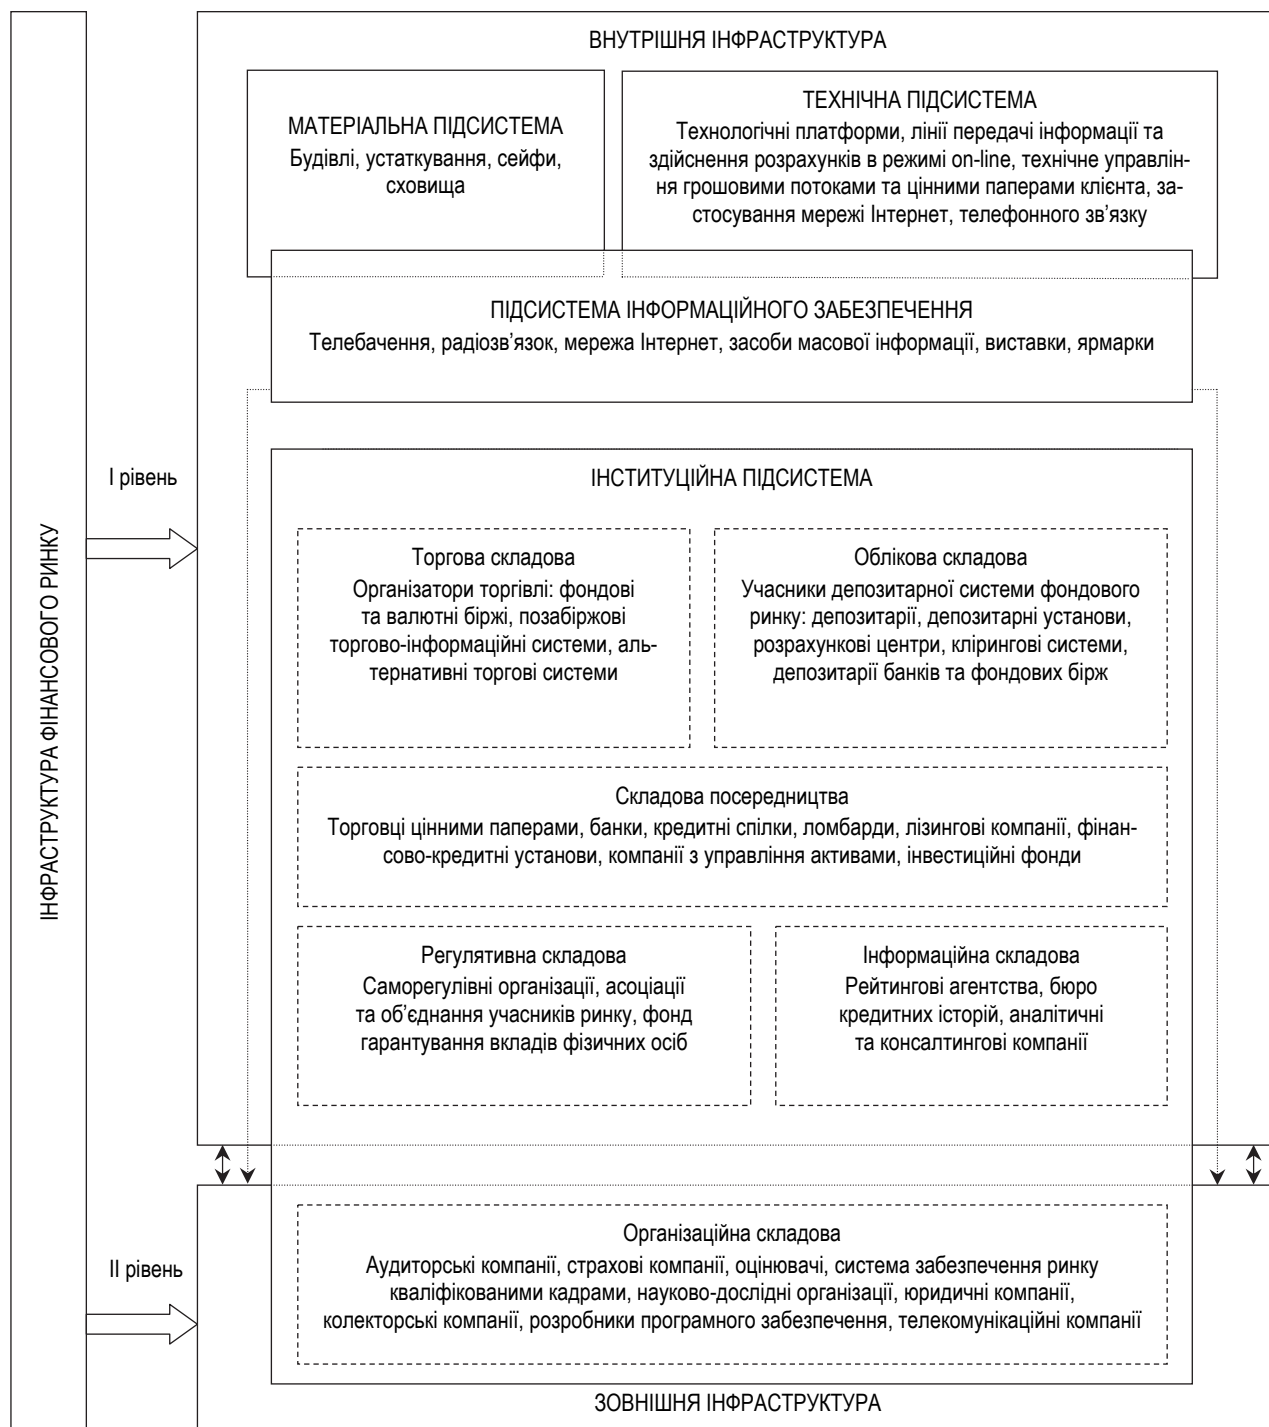 ІНФРАСТРУКТУРА ФІНАНСОВОГО РИНКУ
ВНУТРІШНЯ ІНФРАСТРУКТУРА
МАТЕРІАЛЬНА ПІДСИСТЕМА
Будівлі, устаткування, сейфи,
сховища
ТЕХНІЧНА ПІДСИСТЕМА
Технологічні платформи, лінії передачі інформації та
здійснення розрахунків в режимі on-line, технічне управлін-
ня грошовими потоками та цінними паперами клієнта, за-
стосування мережі Інтернет, телефонного зв’язку
ПІДСИСТЕМА ІНФОРМАЦІЙНОГО ЗАБЕЗПЕЧЕННЯ
Телебачення, радіозв’язок, мережа Інтернет, засоби масової інформації, виставки, ярмарки
І рівень
ІНСТИТУЦІЙНА ПІДСИСТЕМА
Торгова складова
Організатори торгівлі: фондові
та валютні біржі, позабіржові
торгово-інформаційні системи, аль-
тернативні торгові системи
Облікова складова
Учасники депозитарної системи фондового
ринку: депозитарії, депозитарні установи,
розрахункові центри, клірингові системи,
депозитарії банків та фондових бірж
Складова посередництва
Торговці цінними паперами, банки, кредитні спілки, ломбарди, лізингові компанії, фінан-
сово-кредитні установи, компанії з управління активами, інвестиційні фонди
Регулятивна складова
Саморегулівні організації, асоціації
та об’єднання учасників ринку, фонд
гарантування вкладів фізичних осіб
Інформаційна складова
Рейтингові агентства, бюро
кредитних історій, аналітичні
та консалтингові компанії
ІІ рівень
Організаційна складова
Аудиторські компанії, страхові компанії, оцінювачі, система забезпечення ринку
кваліфікованими кадрами, науково-дослідні організації, юридичні компанії,
колекторські компанії, розробники програмного забезпечення, телекомунікаційні компанії
ЗОВНІШНЯ ІНФРАСТРУКТУРА